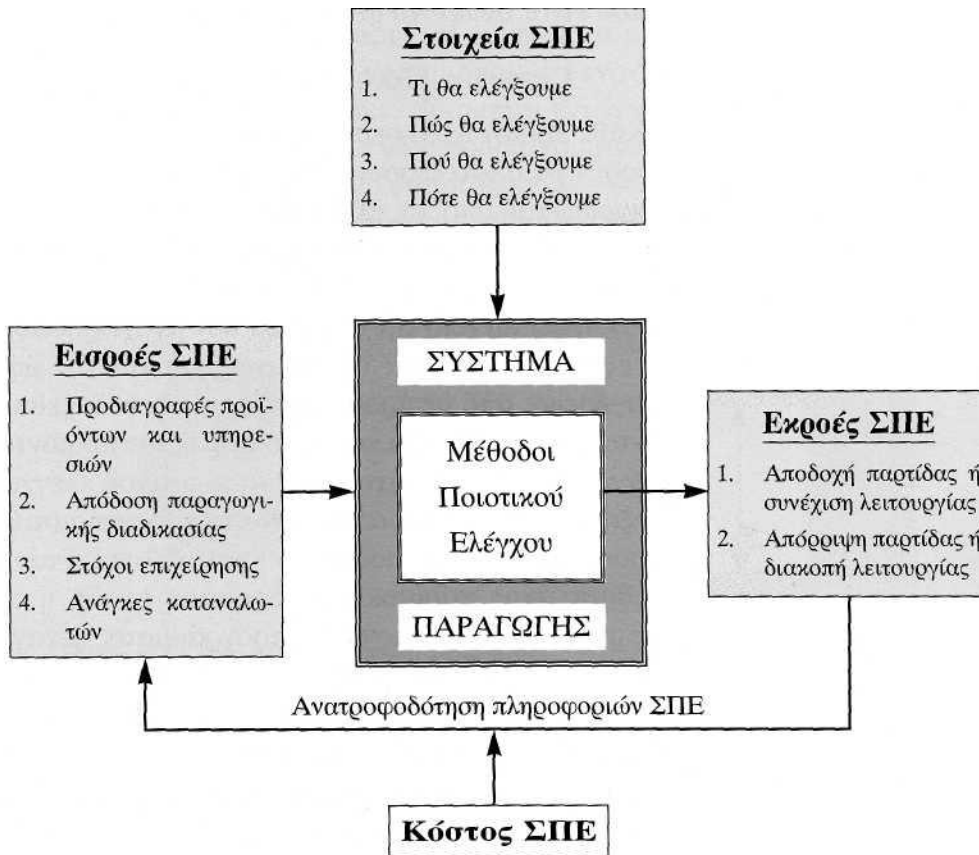 Στοιχεία ΣΠΕ
1. Τι θα ελέγξουμε
2. Πώς θα ελέγξουμε
3. Πού θα ελέγξουμε
4. Πότε θα ελέγξουμε
Εισροές ΣΠΕ
1. Προδιαγραφές προϊ-
όντων και υπηρε-
σιών
2. Απόδοση παραγωγι-
κής διαδικασίας
3. Στόχοι επιχείρησης
4. Ανάγκες καταναλω-
τών
ΣΥΣΤΗΜΑ
Μέθοδοι
Ποιοτικού
Ελέγχου
ΠΑΡΑΓΩΓΗΣ
Εκροές ΣΠΕ
1. Αποδοχή παρτίδας ή
συνέχιση λειτουργίας
2. Απόρριψη παρτίδας ή
διακοπή λειτουργίας
Ανατροφοδότηση πληροφοριών ΣΠΕ
Κόστος ΣΠΕ